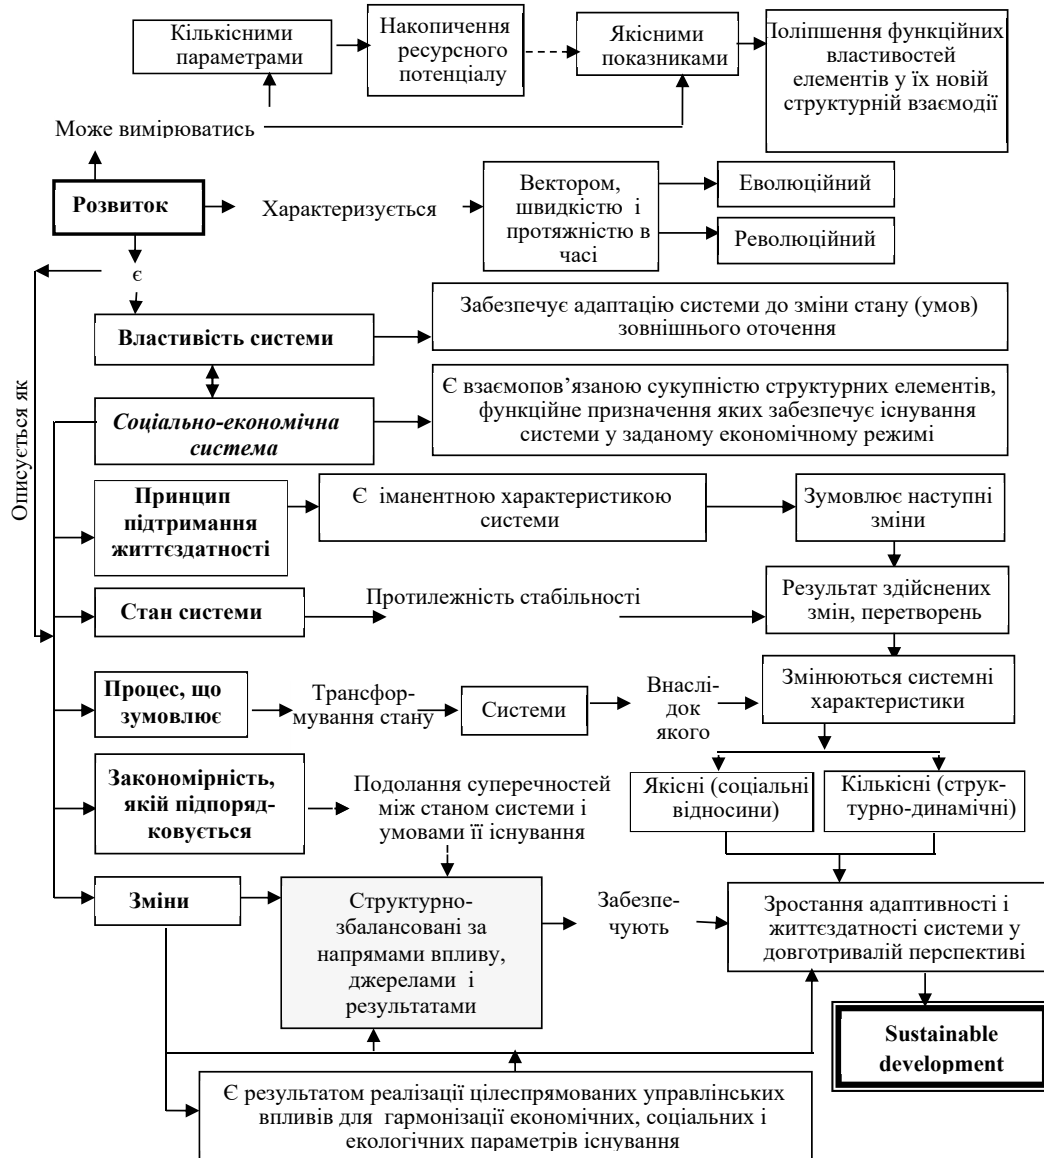 Кількісними
параметрами
Накопичення
ресурсного
потенціалу
Якісними
показниками
Поліпшення функційних
властивостей
елементів у їх новій
структурній взаємодії
Може вимірюватись
Розвиток
Характеризується
Вектором,
швидкістю і
протяжністю в
часі
Еволюційний
Революційний
є
Описується як
Властивість системи
Забезпечує адаптацію системи до зміни стану (умов)
зовнішнього оточення
Соціально-економічна
система
Є взаємопов’язаною сукупністю структурних елементів,
функційне призначення яких забезпечує існування
системи у заданому економічному режимі
Принцип
підтримання
життєздатності
Є іманентною характеристикою
системи
Зумовлює наступні
зміни
Стан системи
Протилежність стабільності
Результат здійснених
змін, перетворень
Процес, що
зумовлює
Трансфор-
мування стану
Системи
Внаслі-
док
якого
Змінюються системні
характеристики
Якісні (соціальні
відносини)
Кількісні (струк-
турно-динамічні)
Закономірність,
якій підпоряд-
ковується
Подолання суперечностей
між станом системи і
умовами її існування
Зміни
Структурно-
збалансовані за
напрямами впливу,
джерелами і
результатами
Забезпе-
чують
Зростання адаптивності і
життєздатності системи у
довготривалій перспективі
Sustainable
development
Є результатом реалізації цілеспрямованих управлінських
впливів для гармонізації економічних, соціальних і
екологічних параметрів існування